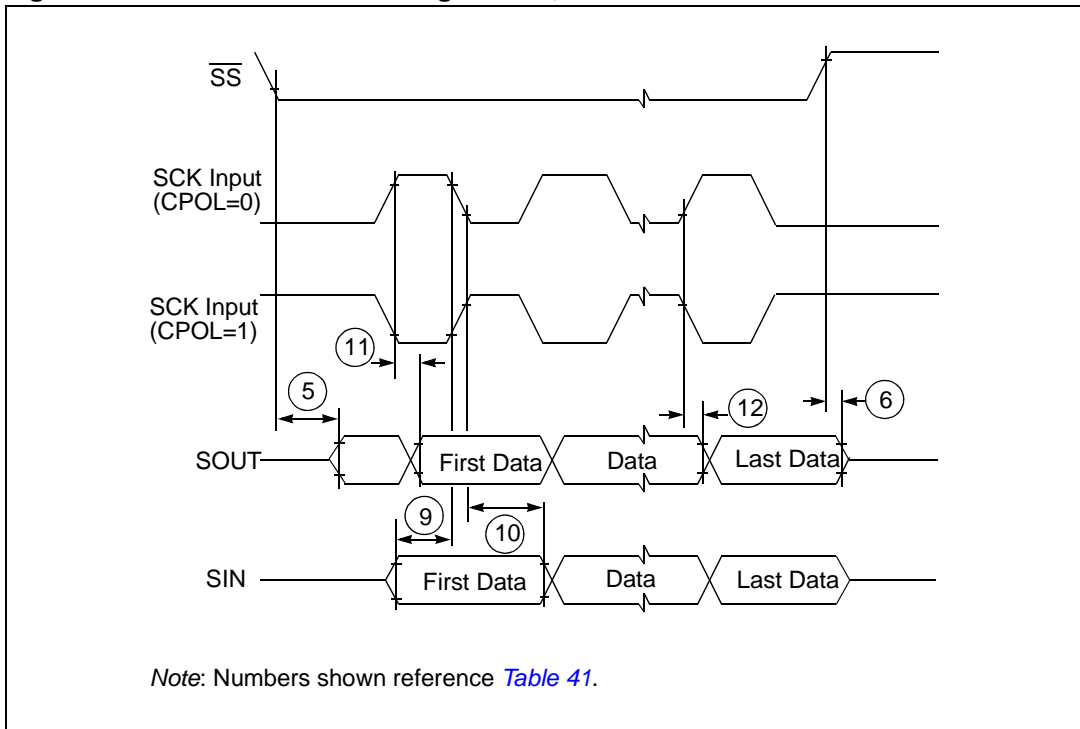 SS
SCK Input
(CPOL=0)
SCK Input
(CPOL=1)
11
5
12
6
SOUT
First Data
Data
Last Data
9
10
SIN
First Data
Data
Last Data
Note: Numbers shown reference Table 41.